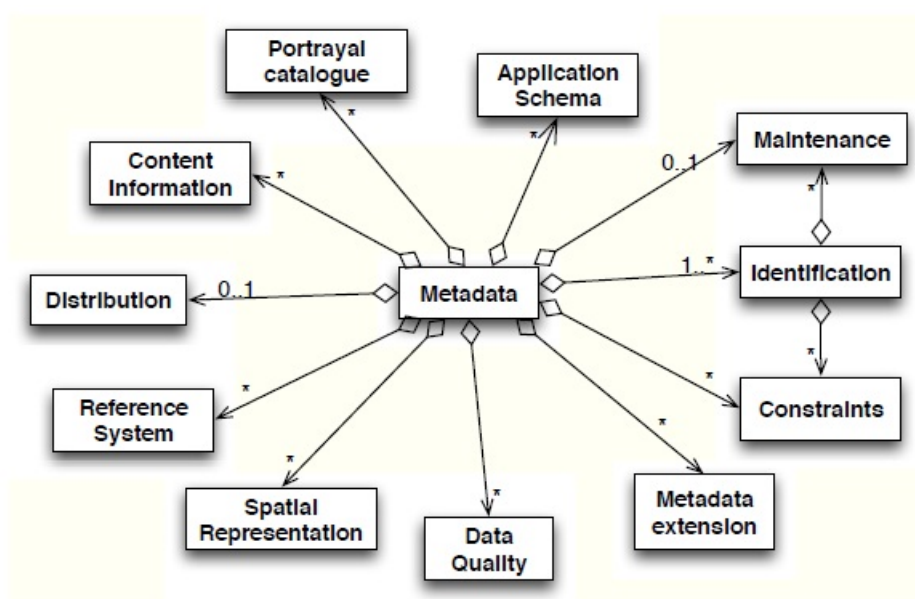 Portrayal
catalogue
*
Application
Schema
*
Maintenance
0..1
*
Content
Information
*
Identification
1..*
*
Metadata
Distribution
0..1
Constraints
*
Reference
System
*
Spatial
Representation
*
Data
Quality
*
Metadata
extension
*